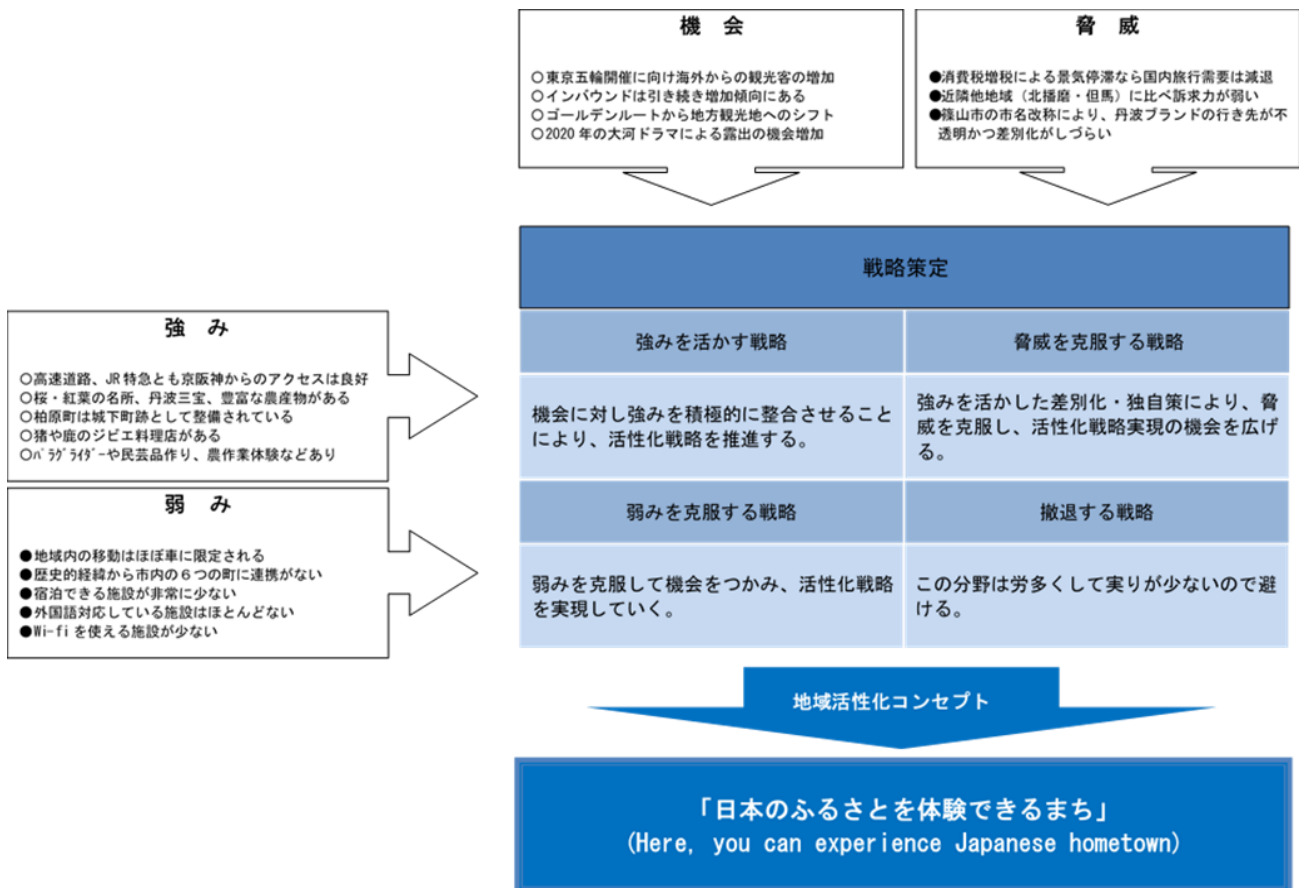 機 会
○東京五輪開催に向け海外からの観光客の増加
○インバウンドは引き続き増加傾向にある
○ゴールデンルートから地方観光地へのシフト
○2020年の大河ドラマによる露出の機会増加
脅 威
●消費税増税による景気停滞なら国内旅行需要は減退
●近隣他地域（北播磨・但馬）に比べ訴求力が弱い
●篠山市の市名改称により、丹波ブランドの行き先が不
透明かつ差別化がしづらい
強 み
○高速道路、JR特急とも京阪神からのアクセスは良好
○桜・紅葉の名所、丹波三宝、豊富な農産物がある
○柏原町は城下町跡として整備されている
○猪や鹿のジビエ料理店がある
○ﾊﾟﾗｸﾞﾗｲﾀﾞｰや民芸品作り、農作業体験などあり
弱 み
●地域内の移動はほぼ車に限定される
●歴史的経緯から市内の６つの町に連携がない
●宿泊できる施設が非常に少ない
●外国語対応している施設はほとんどない
●Wi-fiを使える施設が少ない
戦略策定
強みを活かす戦略
脅威を克服する戦略
機会に対し強みを積極的に整合させること
により、活性化戦略を推進する。
強みを活かした差別化・独自策により、脅
威を克服し、活性化戦略実現の機会を広げ
る。
弱みを克服する戦略
撤退する戦略
弱みを克服して機会をつかみ、活性化戦略
を実現していく。
この分野は労多くして実りが少ないので避
ける。
地域活性化コンセプト
「日本のふるさとを体験できるまち」
(Here, you can experience Japanese hometown)